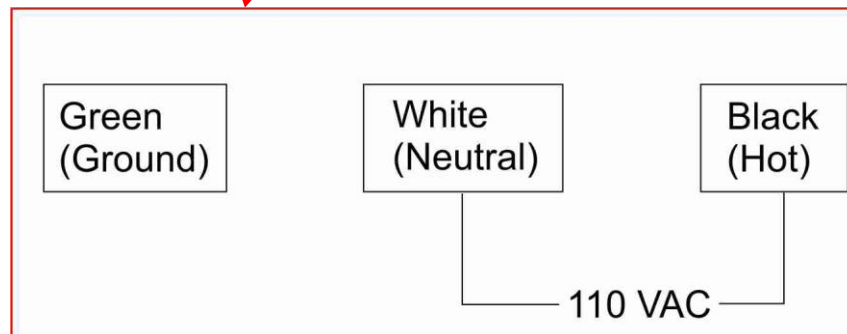 Green
(Ground)
White
(Neutral)
Black
(Hot)
110 VAC